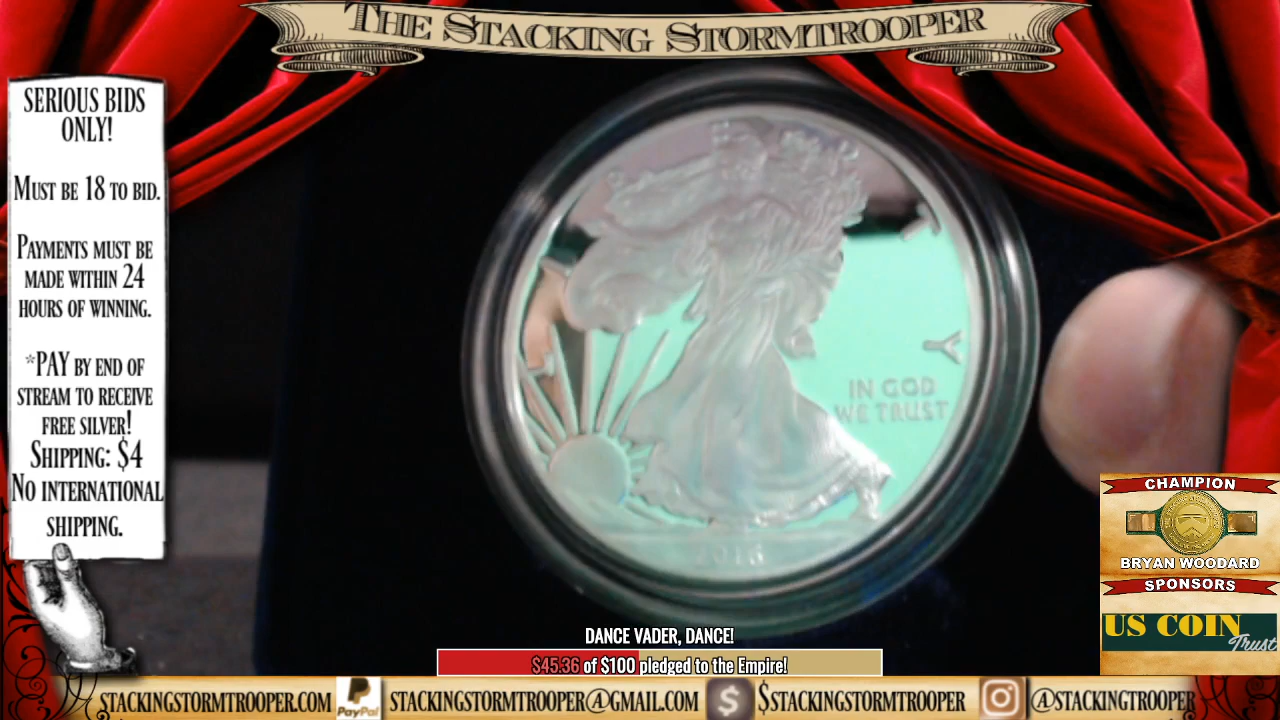 THE STACKING STORMTROOPER
SERIOUS BIDS
ONLY!
MUST BE 18 TO BID.
PAYMENTS MUST BE
MADE WITHIN 24
HOURS OF WINNING.
*PAY BY END OF
STREAM TO RECEIVE
FREE SILVER!
SHIPPING: $4
NO INTERNATIONAL
SHIPPING.
Y
IN GOD
WE TRUST
CHAMPION
BRYAN WOODARD
SPONSORS
US COIN
Trust
DANCE VADER, DANCE!
$45.36 of $100 pledged to the Empire!
STACKINGSTORMTROOPER.COM
PayPal
STACKINGSTORMTROOPER@GMAIL.COM
$
$STACKINGSTORMTROOPER
@STACKINGTROOPER